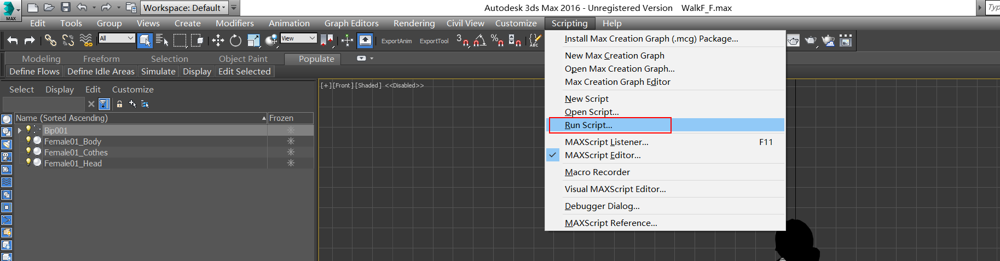 Workspace: Default
Autodesk 3ds Max 2016 - Unregistered Version    WalkF_F.max
Typ
MAX
Edit  Tools  Group  Views  Create  Modifiers  Animation  Graph Editors  Rendering  Civil View  Customize  Scripting  Help
All
View
ExportAnim  ExportTool
3
%
ABC
Modeling  Freeform  Selection  Object Paint  Populate
Define Flows  Define Idle Areas  Simulate  Display  Edit Selected
Select  Display  Edit  Customize
Name (Sorted Ascending)  Frozen
Bip001
Female01_Body
Female01_Cothes
Female01_Head
[+][Front][Shaded] <<Disabled>>
Install Max Creation Graph (.mcg) Package...
New Max Creation Graph
Open Max Creation Graph...
Max Creation Graph Editor
New Script
Open Script...
Run Script...
MAXScript Listener...  F11
MAXScript Editor...
Macro Recorder
Visual MAXScript Editor...
Debugger Dialog...
MAXScript Reference...